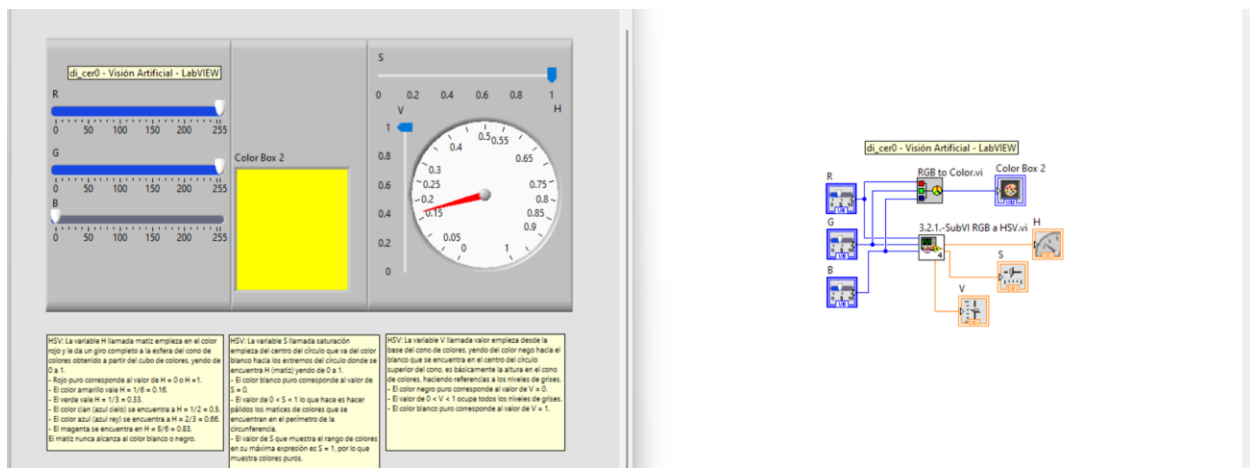 di_cer0 - Visión Artificial - LabVIEW
R
0 50 100 150 200 255
G
0 50 100 150 200 255
B
0 50 100 150 200 255
Color Box 2
S
0 0.2 0.4 0.6 0.8 1
V
1
0.8
0.6
0.4
0.2
0
H
0
0.05
0.15
0.2
0.25
0.3
0.4
0.5
0.55
0.65
0.75
0.8
0.85
0.9
1
HSV: La variable H llamada matiz empieza en el color
rojo y le da un giro completo a la esfera del cono de
colores obtenido a partir del cubo de colores, yendo de
0 a 1.
- Rojo puro corresponde al valor de H = 0 o H =1.
- El color amarillo vale H = 1/6 = 0.16.
- El verde vale H = 1/3 = 0.33.
- El color cian (azul cielo) se encuentra a H = 1/2 = 0.5.
- El color azul (azul rey) se encuentra a H = 2/3 = 0.66.
- El magenta se encuentra en H = 5/6 = 0.83.
El matiz nunca alcanza al color blanco o negro.
HSV: La variable S llamada saturación
empieza del centro del círculo que va del color
blanco hacia los extremos del círculo donde se
encuentra H (matiz) yendo de 0 a 1.
- El color blanco puro corresponde al valor de
S = 0.
- El valor de 0 < S < 1 lo que hace es hacer
pálidos los matices de colores que se
encuentran en el perímetro de la
circunferencia.
- El valor de S que muestra el rango de colores
en su máxima expresión es S = 1, por lo que
muestra colores puros.
HSV: La variable V llamada valor empieza desde la
base del cono de colores, yendo del color nego hacia el
blanco que se encuentra en el centro del círculo
superior del cono, es básicamente la altura en el cono
de colores, haciendo referencias a los niveles de grises.
- El color negro puro corresponde al valor de V = 0.
- El valor de 0 < V < 1 ocupa todos los niveles de grises.
- El color blanco puro corresponde al valor de V = 1.
di_cer0 - Visión Artificial - LabVIEW
R
RGB to Color.vi
Color Box 2
G
3.2.1.-SubVI RGB a HSV.vi
H
4
B
S
V